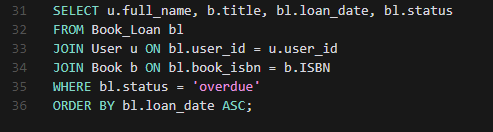 31 SELECT u.full_name, b.title, bl.loan_date, bl.status
32 FROM Book_Loan bl
33 JOIN User u ON bl.user_id = u.user_id
34 JOIN Book b ON bl.book_isbn = b.ISBN
35 WHERE bl.status = 'overdue'
36 ORDER BY bl.loan_date ASC;